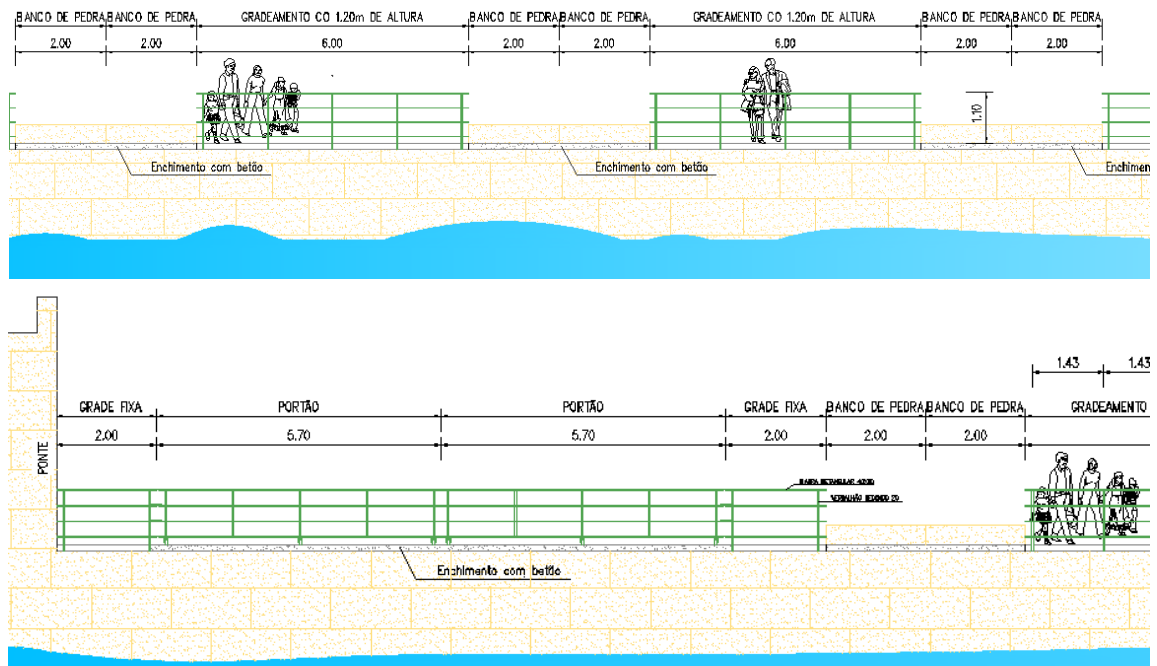 BANCO DE PEDRA BANCO DE PEDRA GRADEAMENTO CO 1.20m DE ALTURA BANCO DE PEDRA BANCO DE PEDRA GRADEAMENTO CO 1.20m DE ALTURA BANCO DE PEDRA BANCO DE PEDRA
2.00 2.00 6.00 2.00 2.00 6.00 2.00 2.00
1.10
Enchimento com betão Enchimento com betão Enchimen
1.43 1.43
GRADE FIXA PORTÃO PORTÃO GRADE FIXA BANCO DE PEDRA BANCO DE PEDRA GRADEAMENTO
2.00 5.70 5.70 2.00 2.00 2.00
PONTE
Enchimento com betão